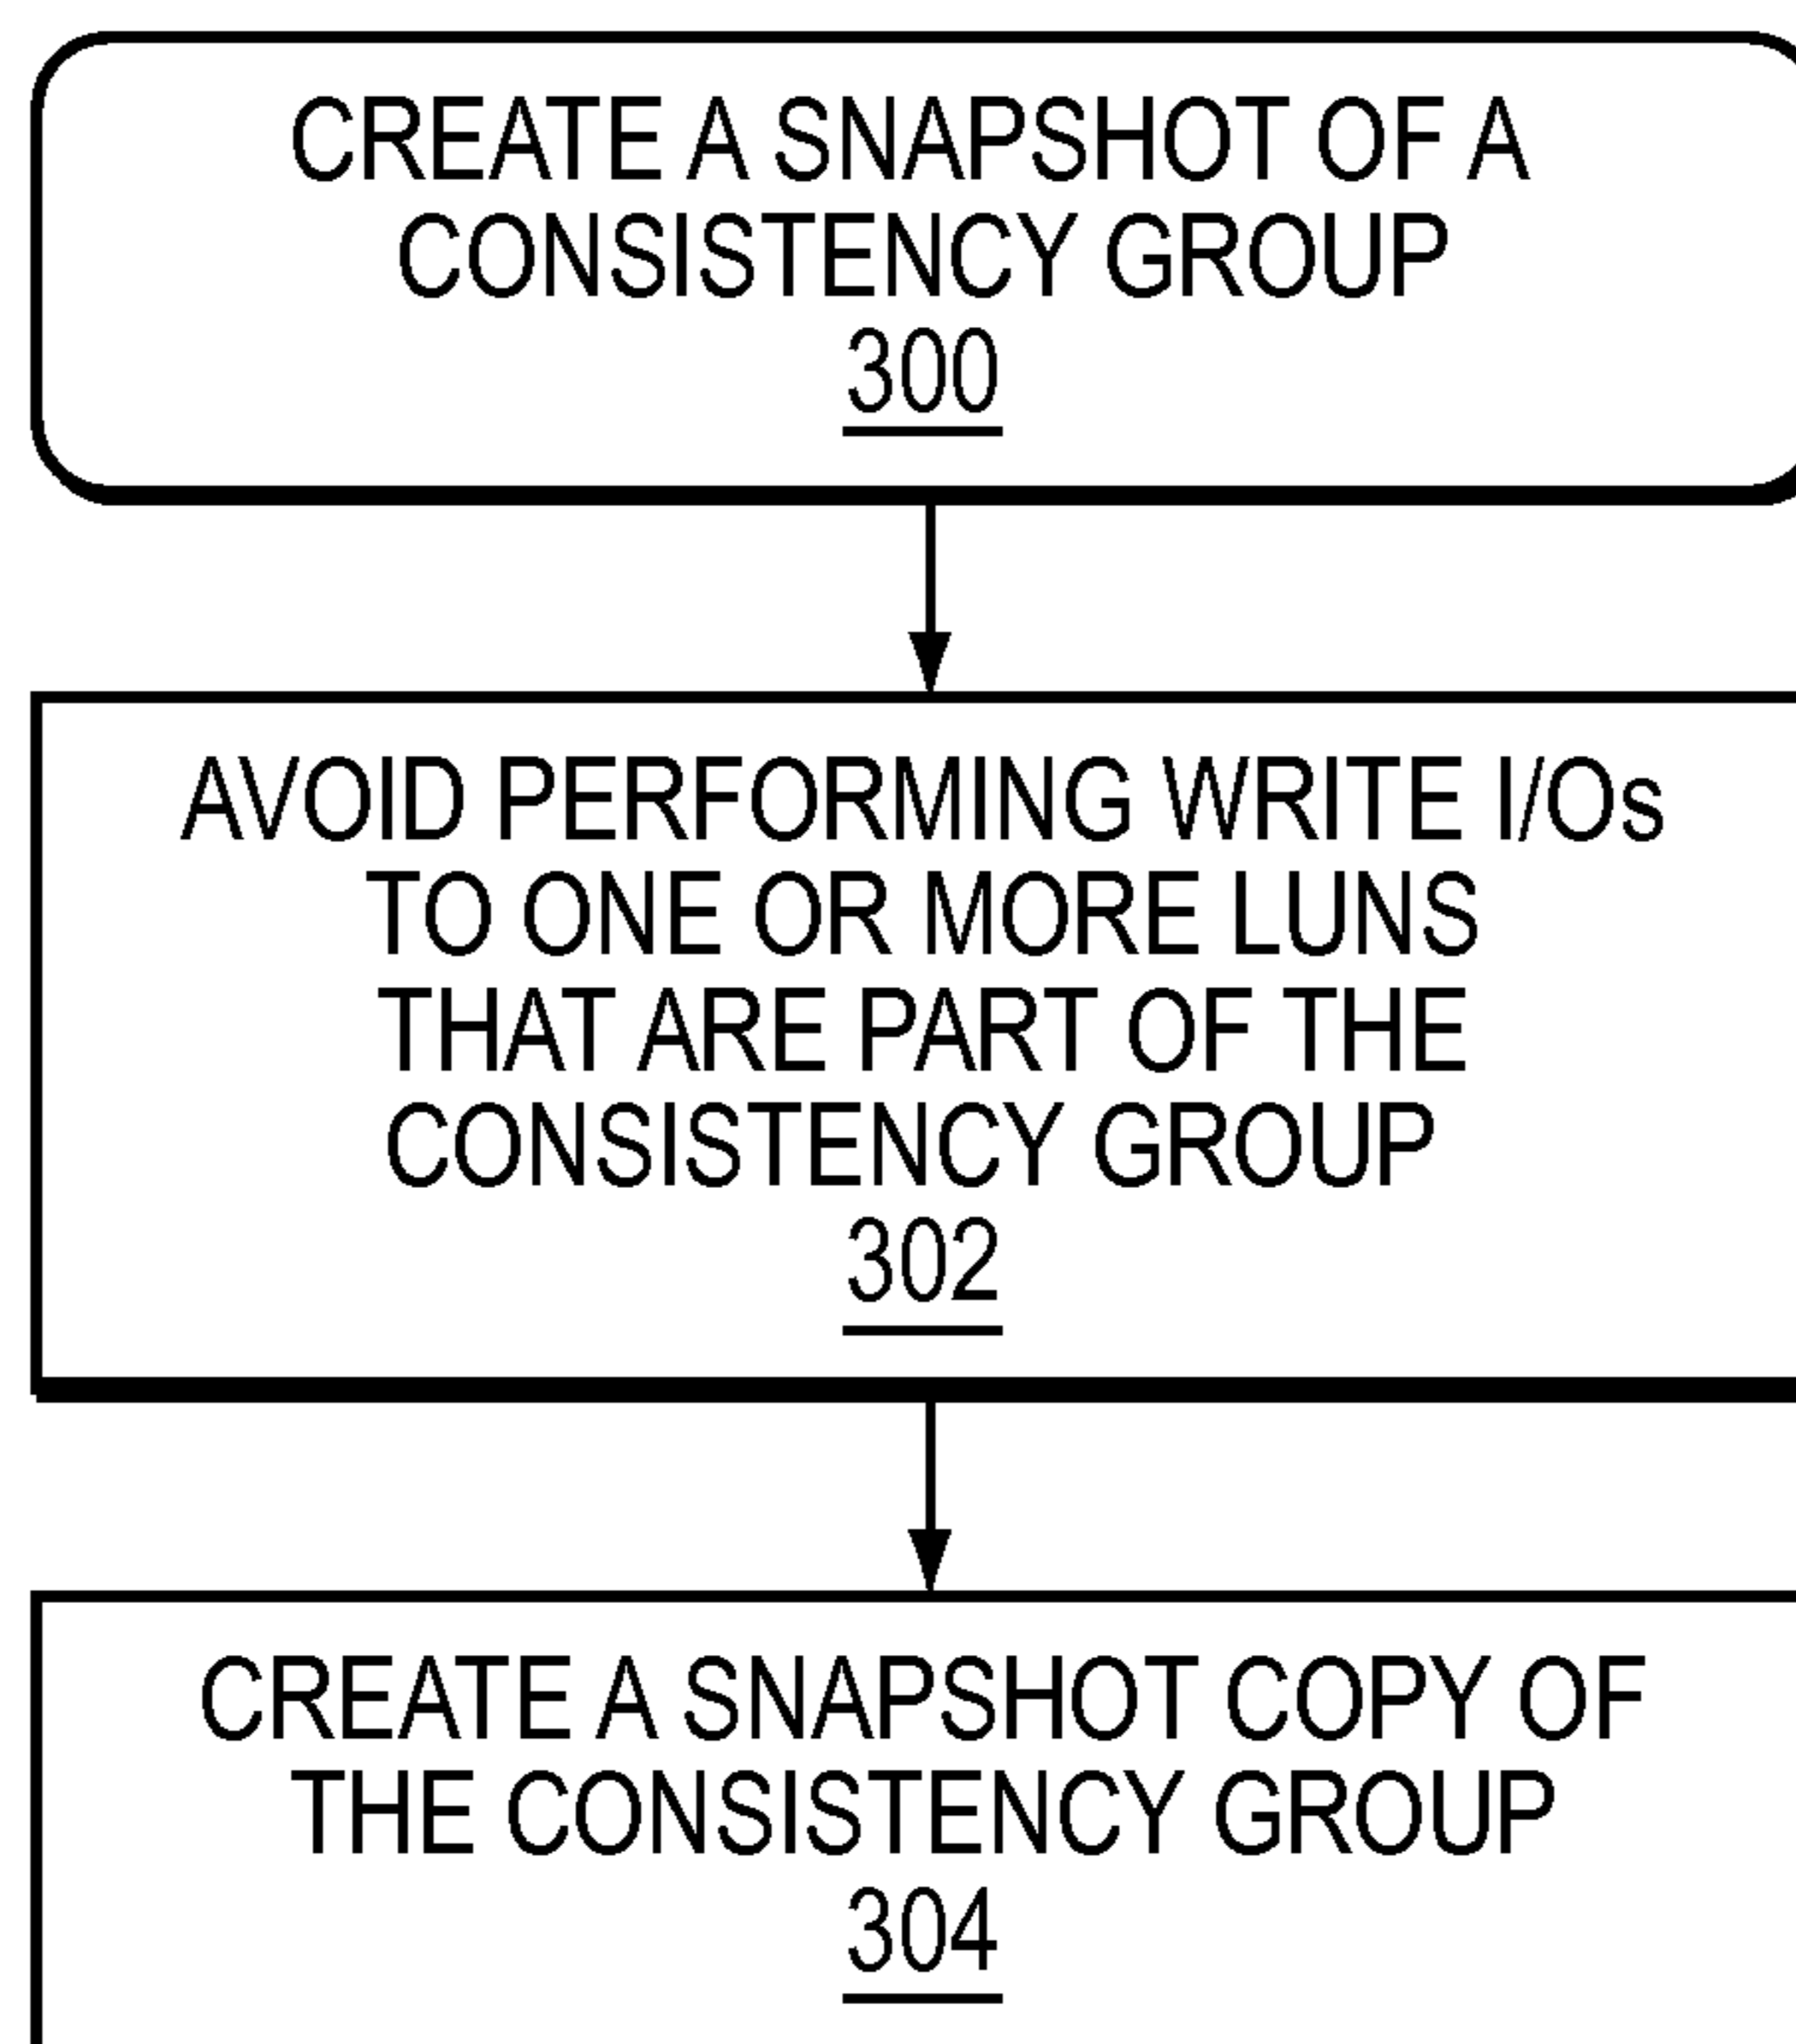 CREATE A SNAPSHOT OF A
CONSISTENCY GROUP
300
AVOID PERFORMING WRITE I/Os
TO ONE OR MORE LUNS
THAT ARE PART OF THE
CONSISTENCY GROUP
302
CREATE A SNAPSHOT COPY OF
THE CONSISTENCY GROUP
304